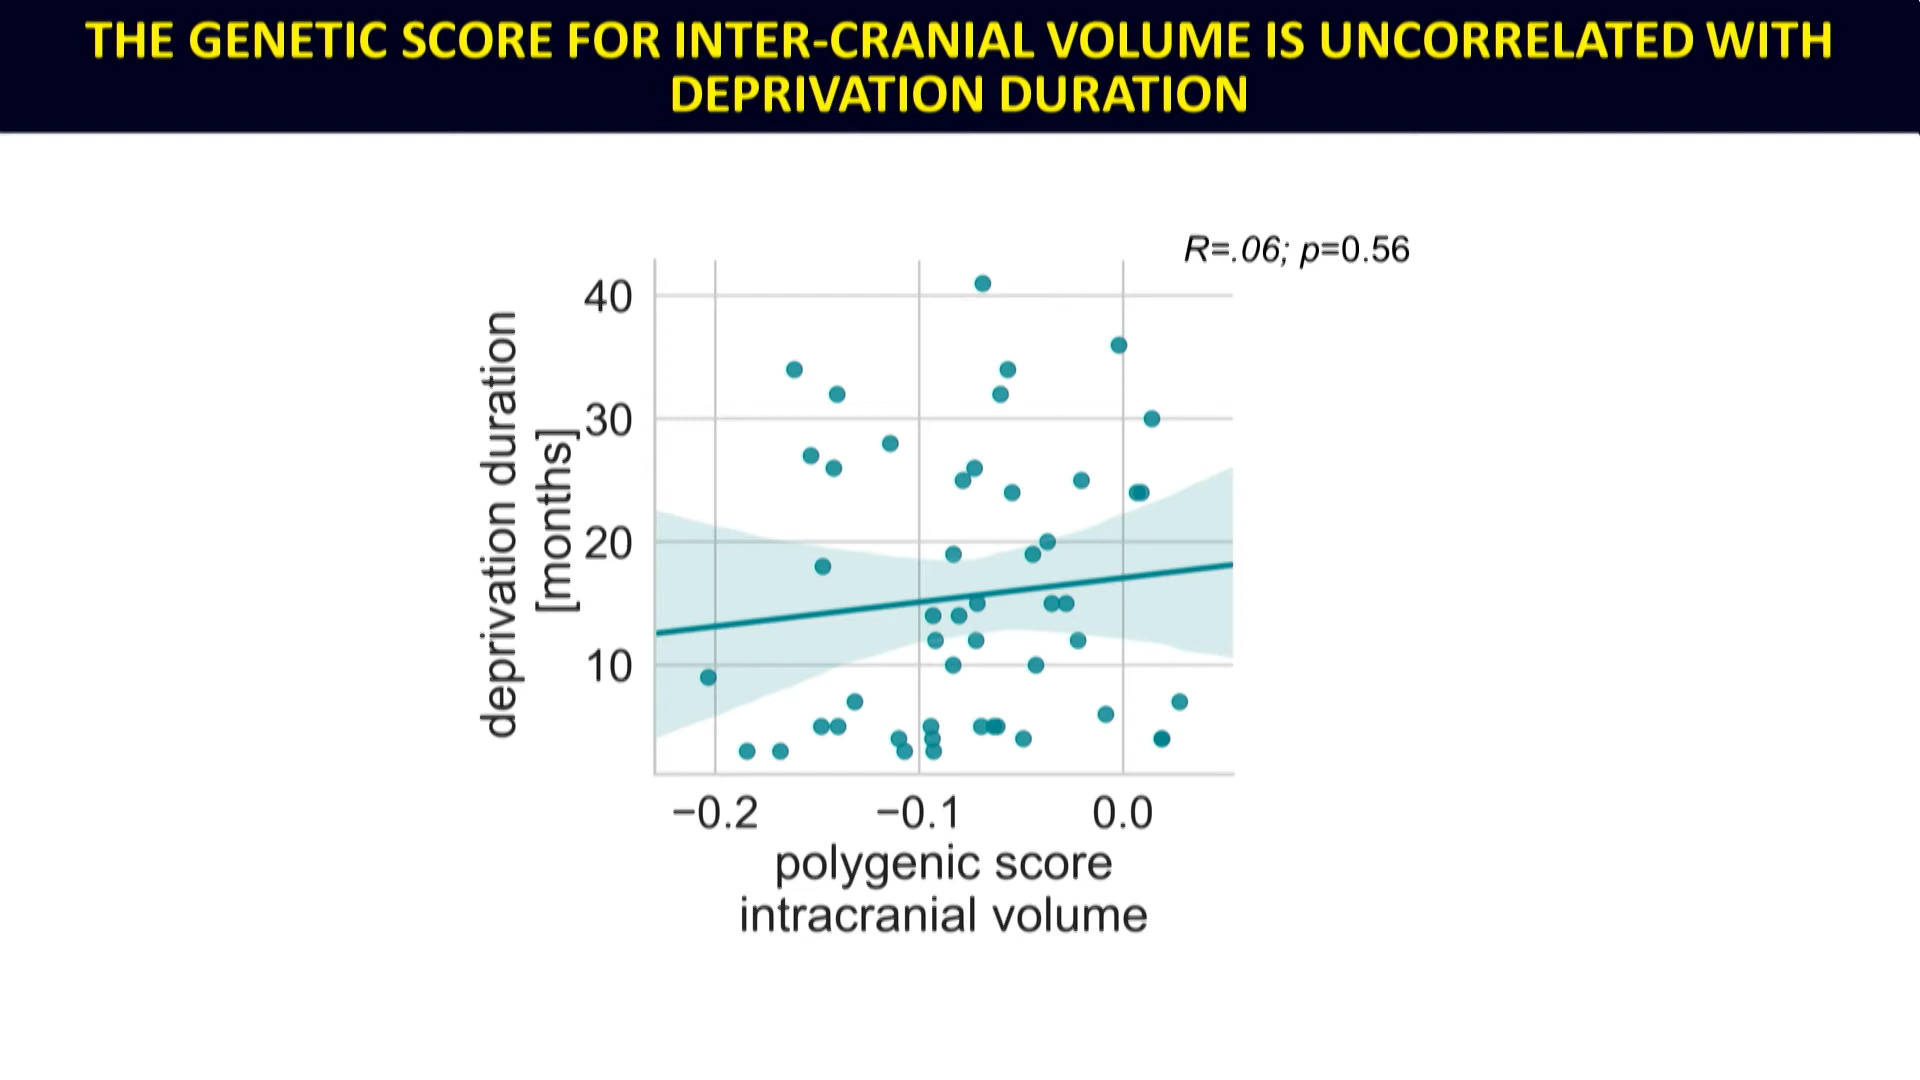 THE GENETIC SCORE FOR INTER-CRANIAL VOLUME IS UNCORRELATED WITH
DEPRIVATION DURATION
R=.06; p=0.56
deprivation duration
[months]
40
30
20
10
−0.2
−0.1
0.0
polygenic score
intracranial volume